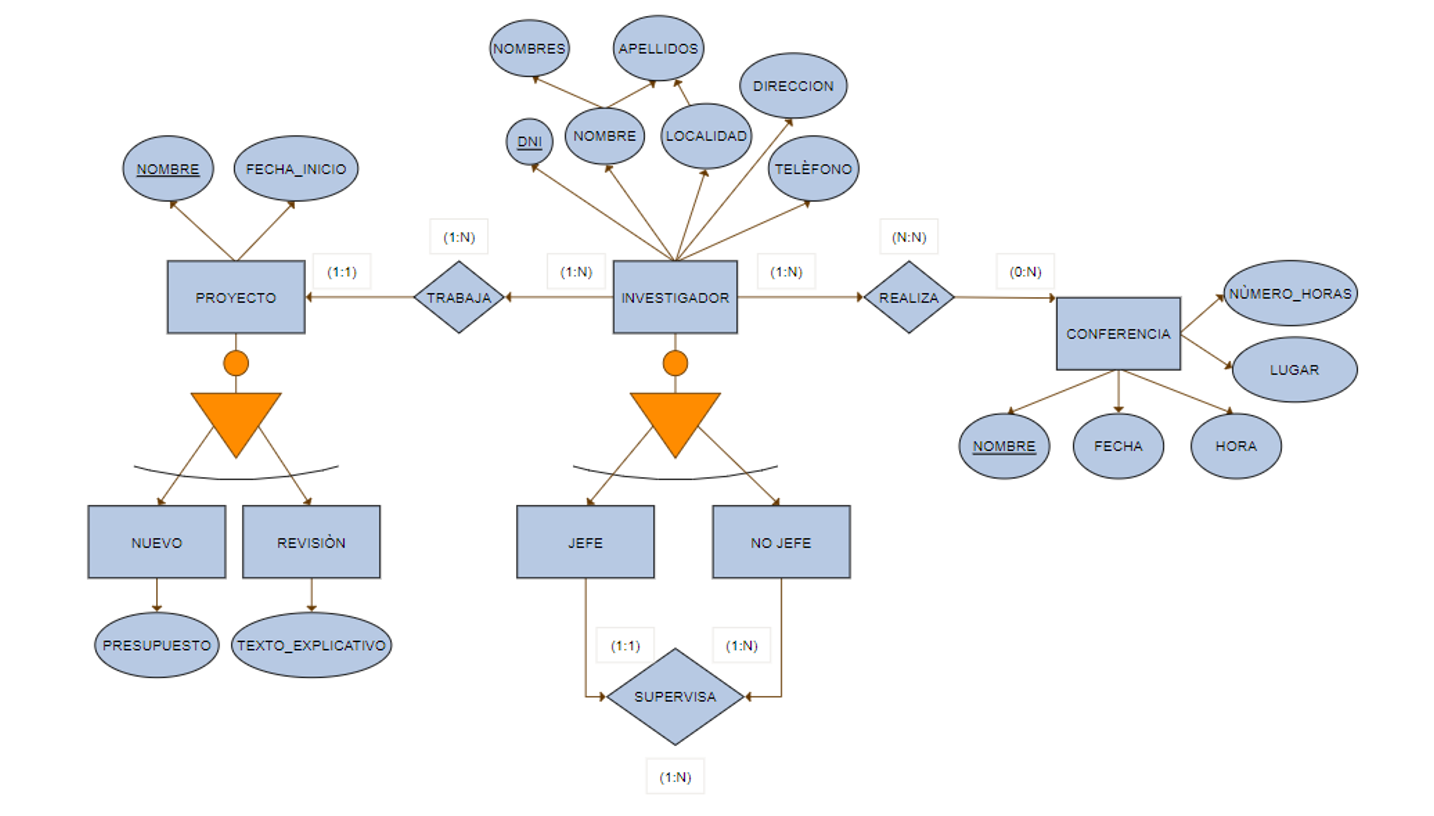 NOMBRES
APELLIDOS
DIRECCION
DNI
NOMBRE
LOCALIDAD
TELÈFONO
NOMBRE
FECHA_INICIO
(1:N)
(N:N)
(1:1)
(1:N)
(1:N)
(0:N)
PROYECTO
TRABAJA
INVESTIGADOR
REALIZA
CONFERENCIA
NÙMERO_HORAS
LUGAR
NOMBRE
FECHA
HORA
NUEVO
REVISIÒN
JEFE
NO JEFE
PRESUPUESTO
TEXTO_EXPLICATIVO
(1:1)
(1:N)
SUPERVISA
(1:N)